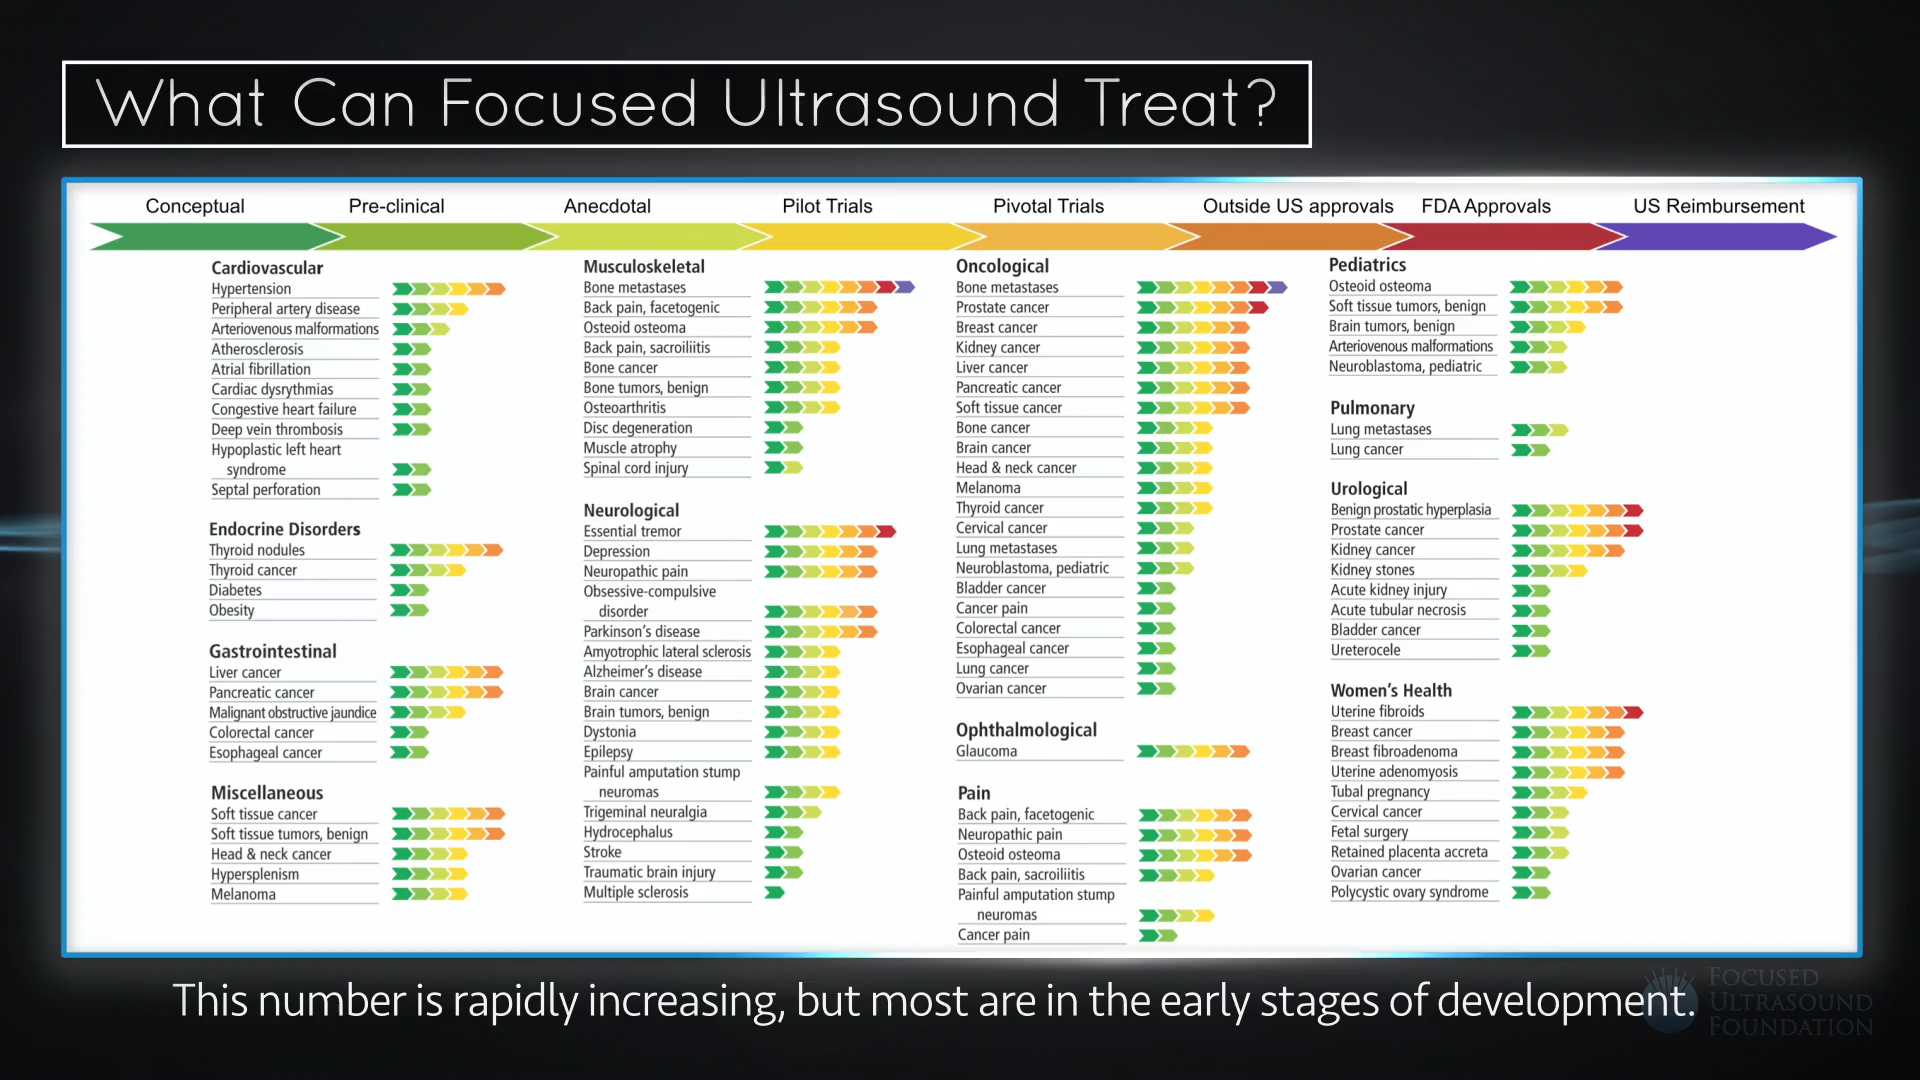 What Can Focused Ultrasound Treat?
Conceptual
Pre-clinical
Anecdotal
Pilot Trials
Pivotal Trials
Outside US approvals
FDA Approvals
US Reimbursement
Cardiovascular
Hypertension
Peripheral artery disease
Arteriovenous malformations
Atherosclerosis
Atrial fibrillation
Cardiac dysrythmias
Congestive heart failure
Deep vein thrombosis
Hypoplastic left heart
syndrome
Septal perforation
Endocrine Disorders
Thyroid nodules
Thyroid cancer
Diabetes
Obesity
Gastrointestinal
Liver cancer
Pancreatic cancer
Malignant obstructive jaundice
Colorectal cancer
Esophageal cancer
Miscellaneous
Soft tissue cancer
Soft tissue tumors, benign
Head & neck cancer
Hypersplenism
Melanoma
Musculoskeletal
Bone metastases
Back pain, facetogenic
Osteoid osteoma
Back pain, sacroiliitis
Bone cancer
Bone tumors, benign
Osteoarthritis
Disc degeneration
Muscle atrophy
Spinal cord injury
Neurological
Essential tremor
Depression
Neuropathic pain
Obsessive-compulsive
disorder
Parkinson's disease
Amyotrophic lateral sclerosis
Alzheimer's disease
Brain cancer
Brain tumors, benign
Dystonia
Epilepsy
Painful amputation stump
neuromas
Trigeminal neuralgia
Hydrocephalus
Stroke
Traumatic brain injury
Multiple sclerosis
Oncological
Bone metastases
Prostate cancer
Breast cancer
Kidney cancer
Liver cancer
Pancreatic cancer
Soft tissue cancer
Bone cancer
Brain cancer
Head & neck cancer
Melanoma
Thyroid cancer
Cervical cancer
Lung metastases
Neuroblastoma, pediatric
Bladder cancer
Cancer pain
Colorectal cancer
Esophageal cancer
Lung cancer
Ovarian cancer
Ophthalmological
Glaucoma
Pain
Back pain, facetogenic
Neuropathic pain
Osteoid osteoma
Back pain, sacroiliitis
Painful amputation stump
neuromas
Cancer pain
Pediatrics
Osteoid osteoma
Soft tissue tumors, benign
Brain tumors, benign
Arteriovenous malformations
Neuroblastoma, pediatric
Pulmonary
Lung metastases
Lung cancer
Urological
Benign prostatic hyperplasia
Prostate cancer
Kidney cancer
Kidney stones
Acute kidney injury
Acute tubular necrosis
Bladder cancer
Ureterocele
Women's Health
Uterine fibroids
Breast cancer
Breast fibroadenoma
Uterine adenomyosis
Tubal pregnancy
Cervical cancer
Fetal surgery
Retained placenta accreta
Ovarian cancer
Polycystic ovary syndrome
This number is rapidly increasing, but most are in the early stages of development.
FOCUSED
ULTRASOUND
FOUNDATION